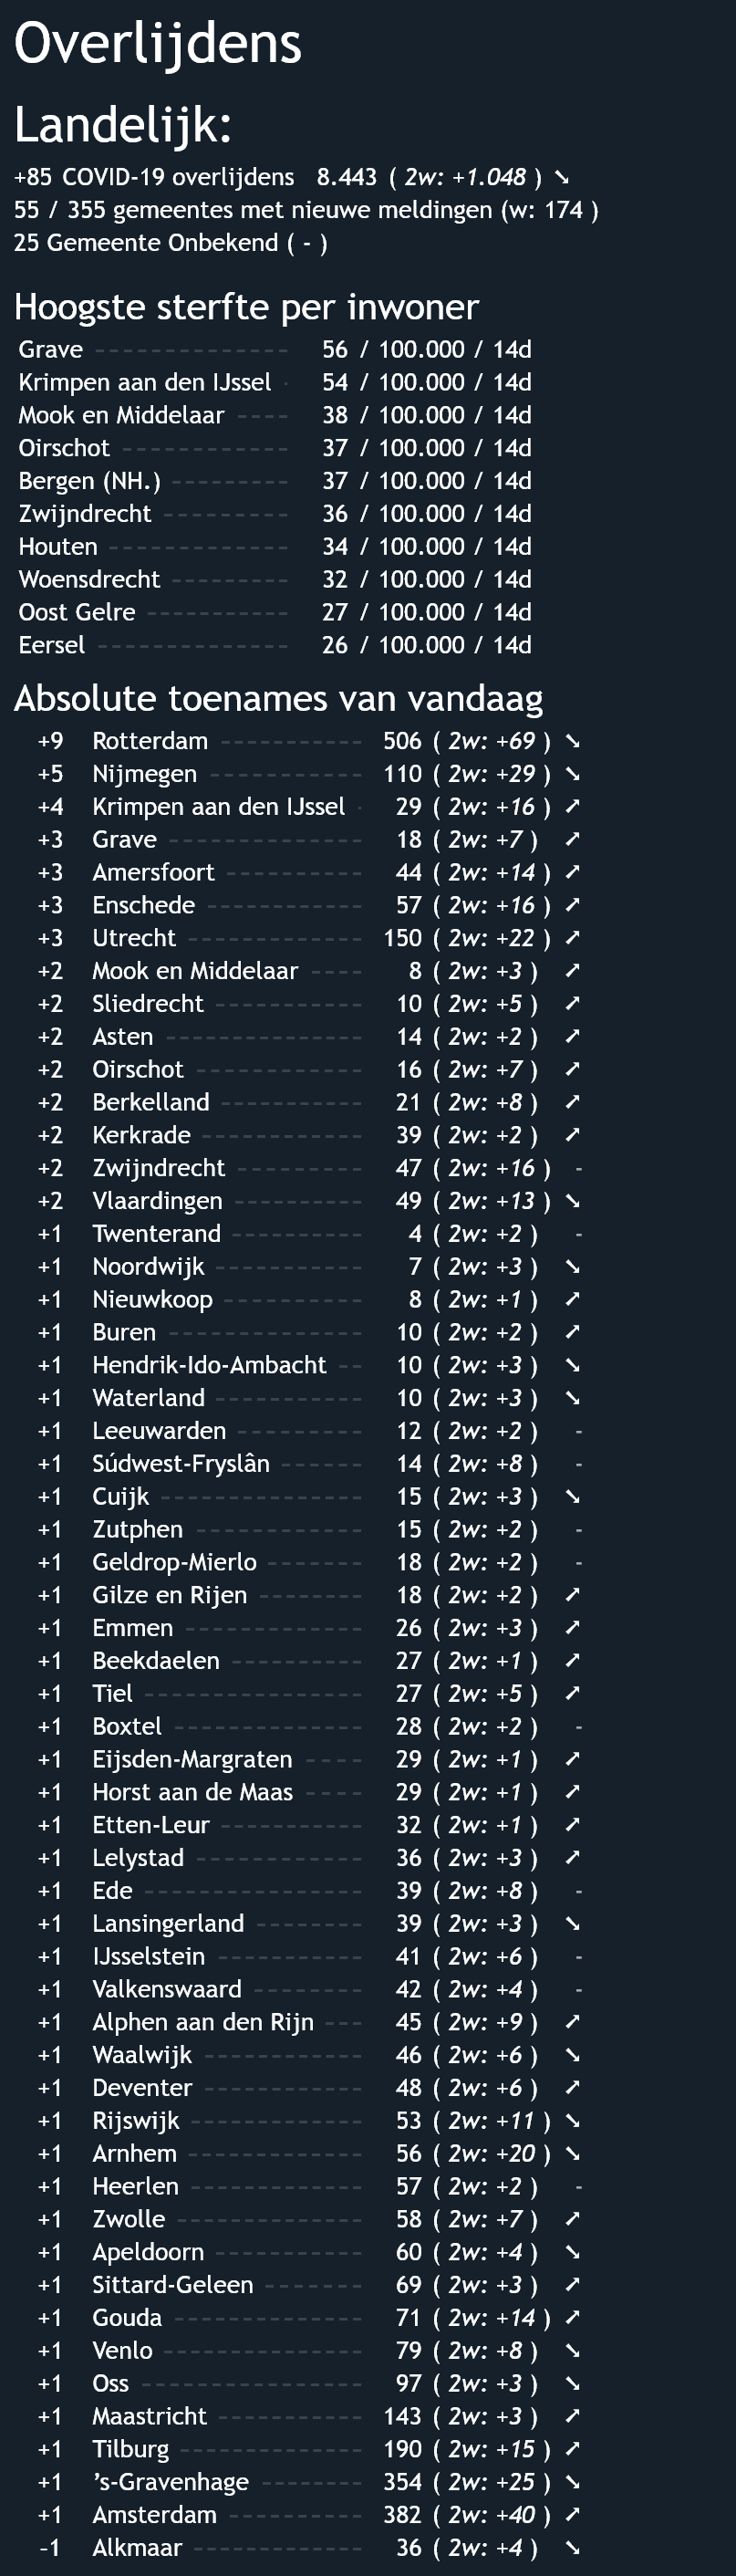 Overlijdens
Landelijk:
+85 COVID-19 overlijdens 8.443 ( 2w: +1.048 ) ➘
55 / 355 gemeentes met nieuwe meldingen (w: 174 )
25 Gemeente Onbekend ( - )
Hoogste sterfte per inwoner
Grave 56 / 100.000 / 14d
Krimpen aan den IJssel 54 / 100.000 / 14d
Mook en Middelaar 38 / 100.000 / 14d
Oirschot 37 / 100.000 / 14d
Bergen (NH.) 37 / 100.000 / 14d
Zwijndrecht 36 / 100.000 / 14d
Houten 34 / 100.000 / 14d
Woensdrecht 32 / 100.000 / 14d
Oost Gelre 27 / 100.000 / 14d
Eersel 26 / 100.000 / 14d
Absolute toenames van vandaag
+9 Rotterdam 506 ( 2w: +69 ) ➘
+5 Nijmegen 110 ( 2w: +29 ) ➘
+4 Krimpen aan den IJssel 29 ( 2w: +16 ) ➚
+3 Grave 18 ( 2w: +7 ) ➚
+3 Amersfoort 44 ( 2w: +14 ) ➚
+3 Enschede 57 ( 2w: +16 ) ➚
+3 Utrecht 150 ( 2w: +22 ) ➚
+2 Mook en Middelaar 8 ( 2w: +3 ) ➚
+2 Sliedrecht 10 ( 2w: +5 ) ➚
+2 Asten 14 ( 2w: +2 ) ➚
+2 Oirschot 16 ( 2w: +7 ) ➚
+2 Berkelland 21 ( 2w: +8 ) ➚
+2 Kerkrade 39 ( 2w: +2 ) ➚
+2 Zwijndrecht 47 ( 2w: +16 ) -
+2 Vlaardingen 49 ( 2w: +13 ) ➘
+1 Twenterand 4 ( 2w: +2 ) -
+1 Noordwijk 7 ( 2w: +3 ) ➘
+1 Nieuwkoop 8 ( 2w: +1 ) ➚
+1 Buren 10 ( 2w: +2 ) ➚
+1 Hendrik-Ido-Ambacht 10 ( 2w: +3 ) ➘
+1 Waterland 10 ( 2w: +3 ) ➘
+1 Leeuwarden 12 ( 2w: +2 ) -
+1 Súdwest-Fryslân 14 ( 2w: +8 ) -
+1 Cuijk 15 ( 2w: +3 ) ➘
+1 Zutphen 15 ( 2w: +2 ) -
+1 Geldrop-Mierlo 18 ( 2w: +2 ) -
+1 Gilze en Rijen 18 ( 2w: +2 ) ➚
+1 Emmen 26 ( 2w: +3 ) ➚
+1 Beekdaelen 27 ( 2w: +1 ) ➚
+1 Tiel 27 ( 2w: +5 ) ➚
+1 Boxtel 28 ( 2w: +2 ) -
+1 Eijsden-Margraten 29 ( 2w: +1 ) ➚
+1 Horst aan de Maas 29 ( 2w: +1 ) ➚
+1 Etten-Leur 32 ( 2w: +1 ) ➚
+1 Lelystad 36 ( 2w: +3 ) ➚
+1 Ede 39 ( 2w: +8 ) -
+1 Lansingerland 39 ( 2w: +3 ) ➘
+1 IJsselstein 41 ( 2w: +6 ) -
+1 Valkenswaard 42 ( 2w: +4 ) -
+1 Alphen aan den Rijn 45 ( 2w: +9 ) ➚
+1 Waalwijk 46 ( 2w: +6 ) ➘
+1 Deventer 48 ( 2w: +6 ) ➚
+1 Rijswijk 53 ( 2w: +11 ) ➘
+1 Arnhem 56 ( 2w: +20 ) ➘
+1 Heerlen 57 ( 2w: +2 ) -
+1 Zwolle 58 ( 2w: +7 ) ➚
+1 Apeldoorn 60 ( 2w: +4 ) ➘
+1 Sittard-Geleen 69 ( 2w: +3 ) ➚
+1 Gouda 71 ( 2w: +14 ) ➚
+1 Venlo 79 ( 2w: +8 ) ➘
+1 Oss 97 ( 2w: +3 ) ➘
+1 Maastricht 143 ( 2w: +3 ) ➚
+1 Tilburg 190 ( 2w: +15 ) ➚
+1 ’s-Gravenhage 354 ( 2w: +25 ) ➘
+1 Amsterdam 382 ( 2w: +40 ) ➚
-1 Alkmaar 36 ( 2w: +4 ) ➘